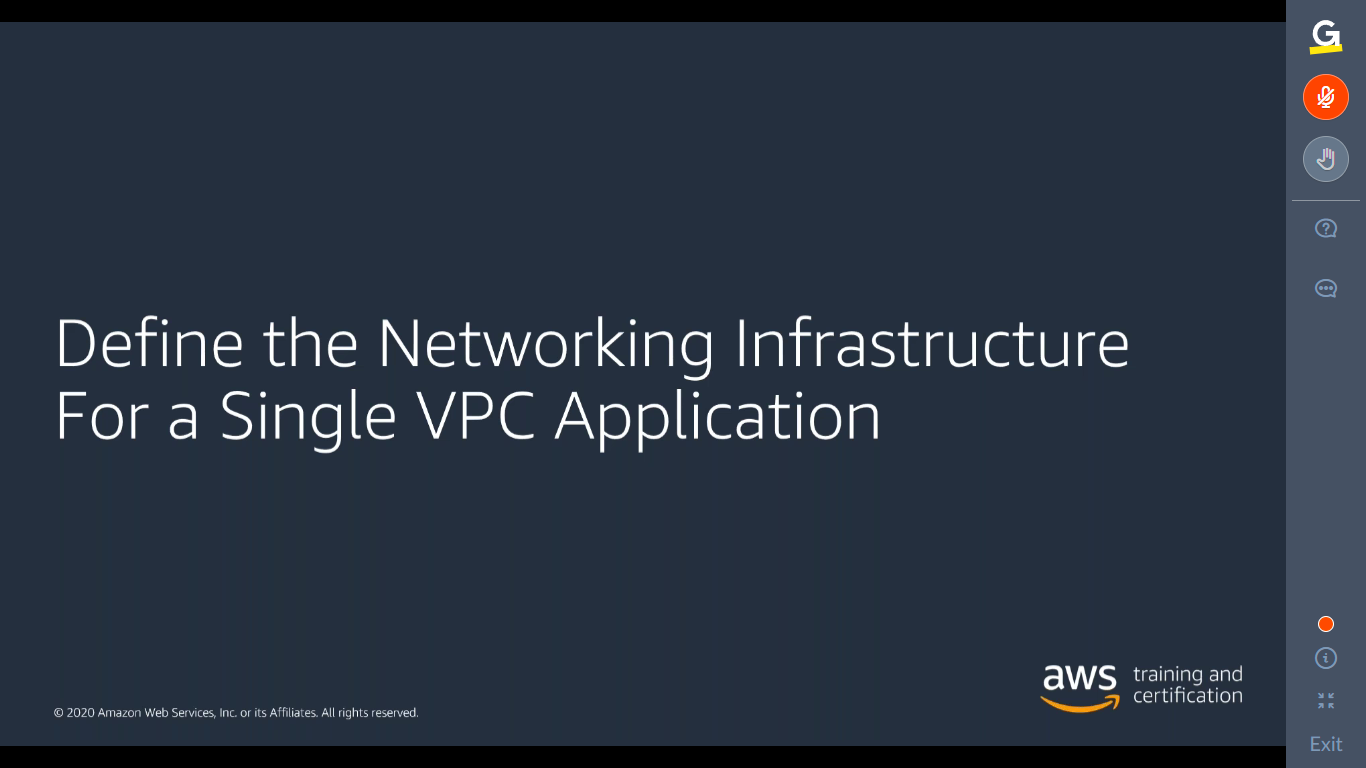 Define the Networking Infrastructure
For a Single VPC Application
aws training and
certification
© 2020 Amazon Web Services, Inc. or its Affiliates. All rights reserved.
G
Exit